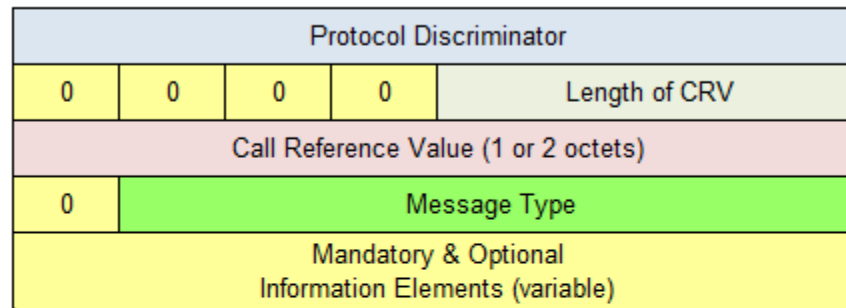 Protocol Discriminator
0 0 0 0 Length of CRV
Call Reference Value (1 or 2 octets)
0 Message Type
Mandatory & Optional
Information Elements (variable)